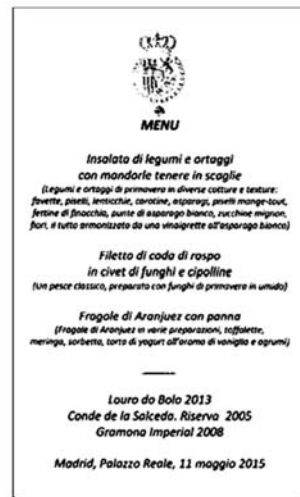 MENU
Insalata di legumi e ortaggi
con mandorle tenere in scaglie
(Legumi e ortaggi di primavera in diverse cotture e texture:
favette, piselli, lenticchie, carotine, asparagi, piselli mange-tout,
fettine di finocchio, punte di asparago bianco, zucchine mignon,
fiori, il tutto armonizzato da una vinaigrette all'asparago bianco)
Filetto di coda di rospo
in civet di funghi e cipolline
(Un pesce classico, preparato con funghi di primavera in umido)
Fragole di Aranjuez con panna
(Fragole di Aranjuez in varie preparazioni, toffolette,
meringa, sorbetto, torta di yogurt all'aroma di vaniglia e agrumi)
Louro do Bolo 2013
Conde de la Salceda. Riserva 2005
Gramona Imperial 2008
Madrid, Palazzo Reale, 11 maggio 2015